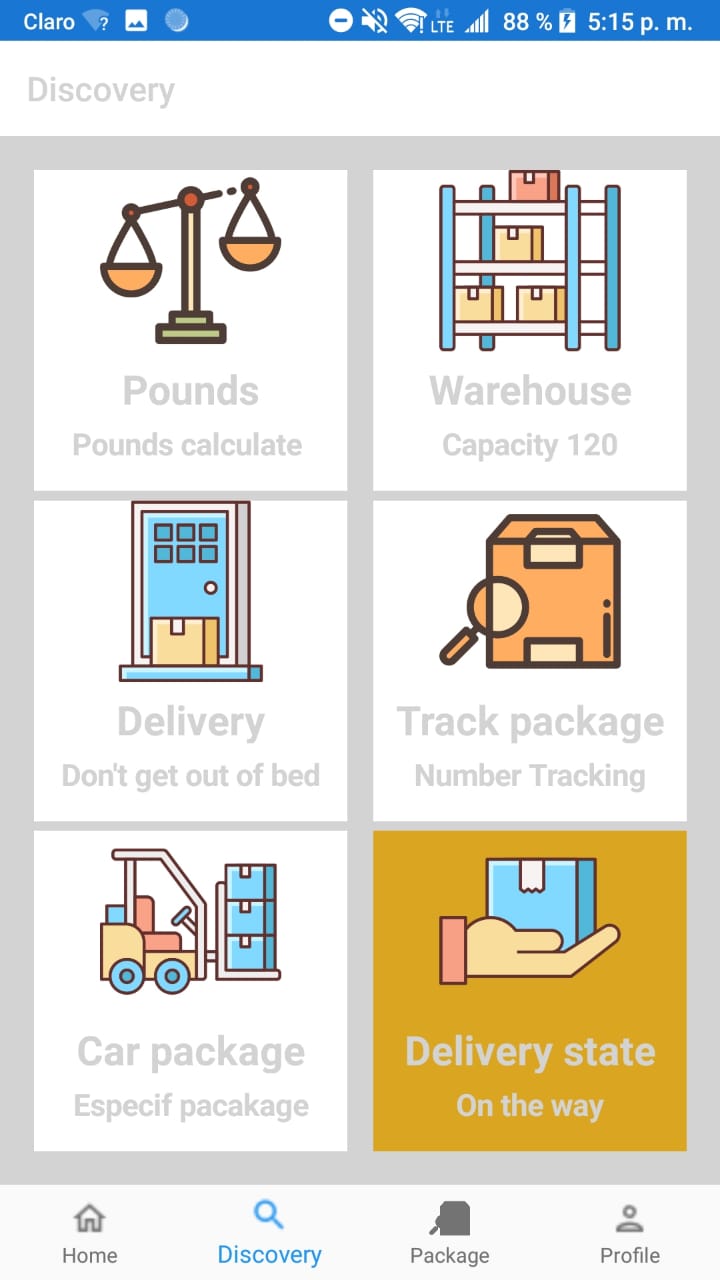 Claro ? LTE 88 % 5:15 p. m.
Discovery
Pounds
Pounds calculate
Warehouse
Capacity 120
Delivery
Don't get out of bed
Track package
Number Tracking
Car package
Especif pacakage
Delivery state
On the way
Home
Discovery
Package
Profile